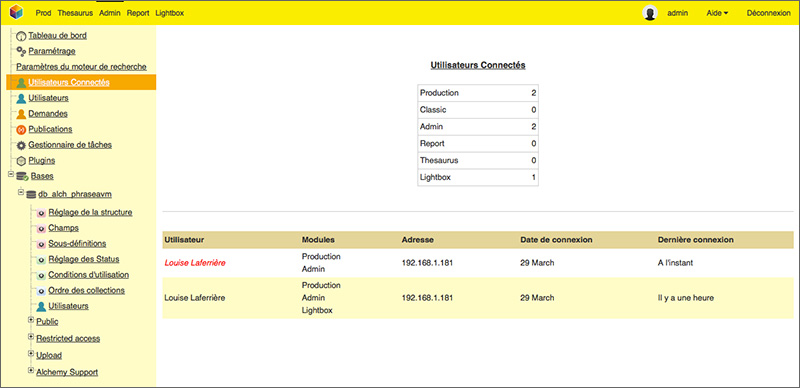 Prod Thesaurus Admin Report Lightbox admin Aide Déconnexion
Tableau de bord
Paramétrage
Paramètres du moteur de recherche
Utilisateurs Connectés
Utilisateurs
Demandes
Publications
Gestionnaire de tâches
Plugins
Bases
db_alch_phraseavm
Réglage de la structure
Champs
Sous-définitions
Réglage des Status
Conditions d'utilisation
Ordre des collections
Utilisateurs
Public
Restricted access
Upload
Alchemy Support
Utilisateurs Connectés
Production 2
Classic 0
Admin 2
Report 0
Thesaurus 0
Lightbox 1
Utilisateur Modules Adresse Date de connexion Dernière connexion
Louise Laferrière Production 192.168.1.181 29 March A l'instant
Admin
Louise Laferrière Production 192.168.1.181 29 March Il y a une heure
Admin
Lightbox